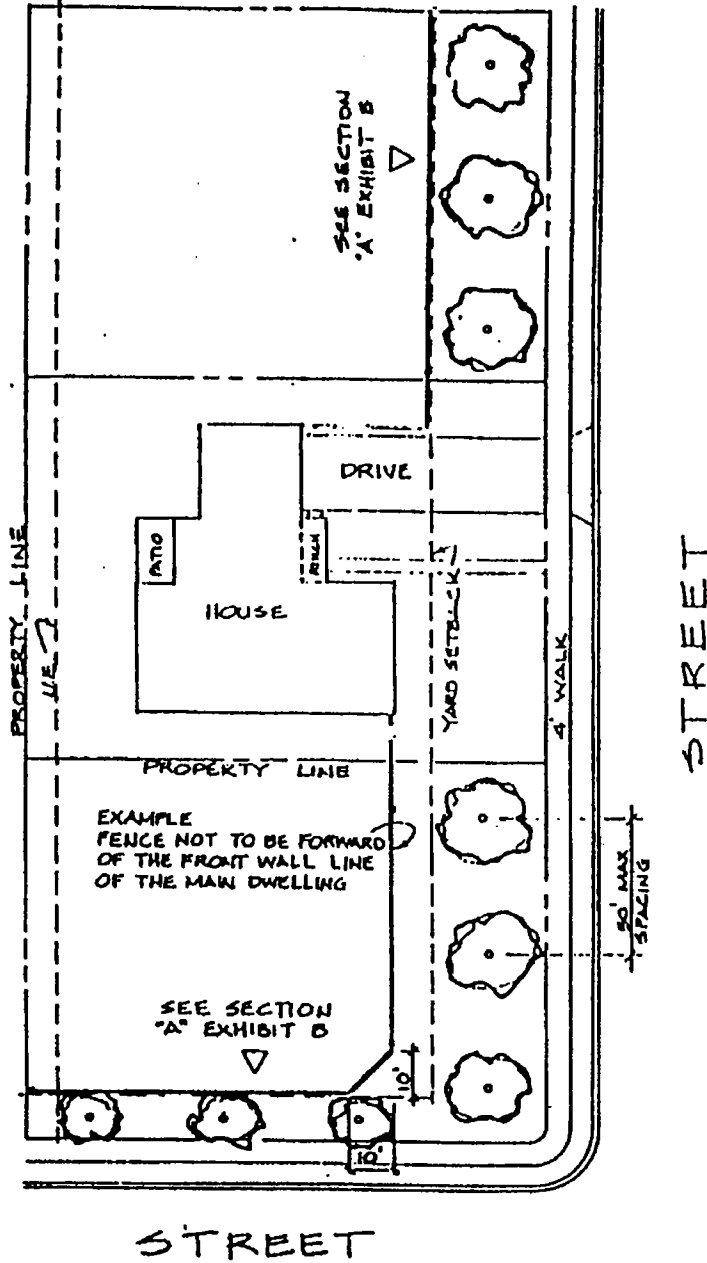 SEE SECTION
"A" EXHIBIT B
DRIVE
PATIO
PORCH
HOUSE
PROPERTY LINE
U.E.
YARD SETBACK
4' WALK
STREET
PROPERTY LINE
EXAMPLE
FENCE NOT TO BE FORWARD
OF THE FRONT WALL LINE
OF THE MAIN DWELLING
MAX
SPACING
SEE SECTION
"A" EXHIBIT B
10'
10'
STREET